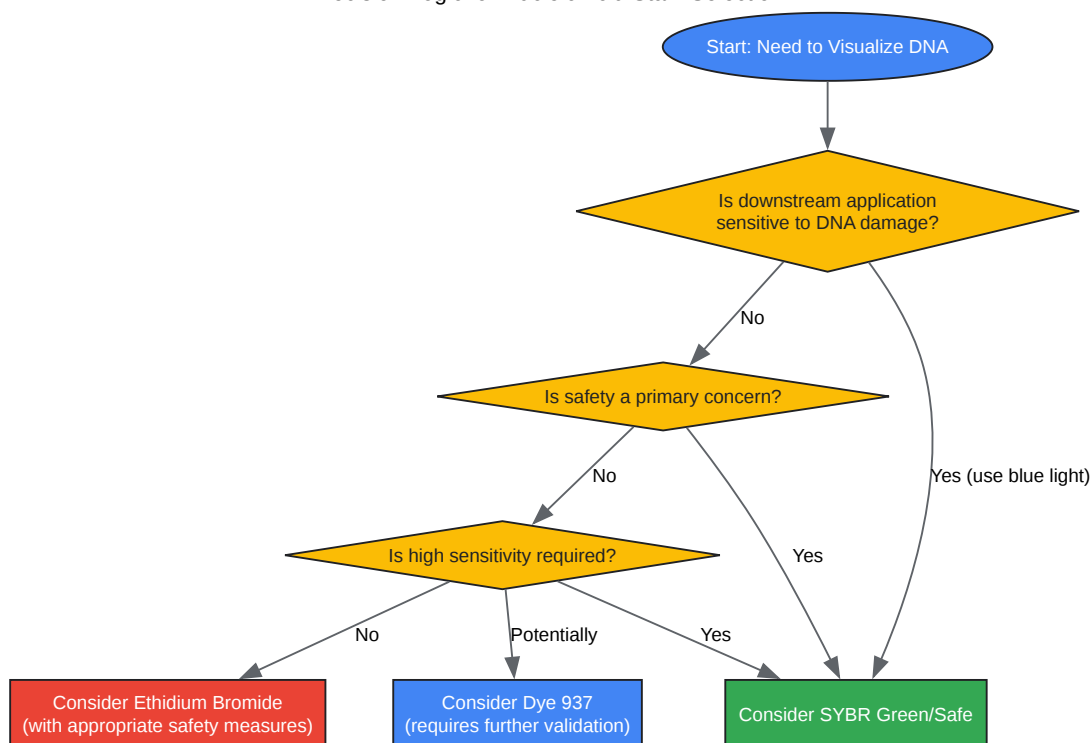 Start: Need to Visualize DNA
Is downstream application
sensitive to DNA damage?
No
Is safety a primary concern?
No
Yes (use blue light)
Is high sensitivity required?
Yes
No
Potentially
Yes
Consider Ethidium Bromide
(with appropriate safety measures)
Consider Dye 937
(requires further validation)
Consider SYBR Green/Safe